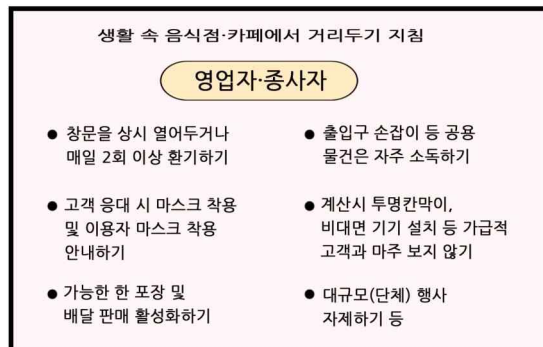 생활 속 음식점·카페에서 거리두기 지침
영업자·종사자
● 창문을 상시 열어두거나
매일 2회 이상 환기하기
● 고객 응대 시 마스크 착용
및 이용자 마스크 착용
안내하기
● 가능한 한 포장 및
배달 판매 활성화하기
● 출입구 손잡이 등 공용
물건은 자주 소독하기
● 계산시 투명칸막이,
비대면 기기 설치 등 가급적
고객과 마주 보지 않기
● 대규모(단체) 행사
자제하기 등